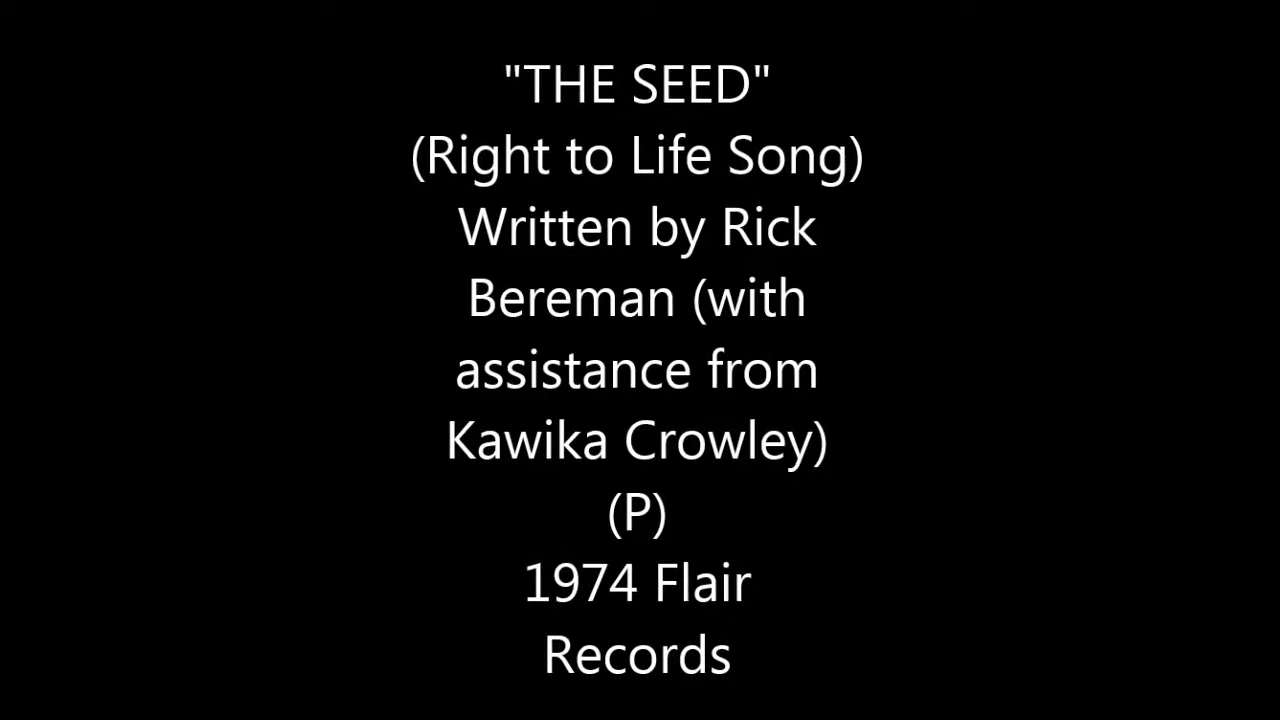 "THE SEED"
(Right to Life Song)
Written by Rick
Bereman (with
assistance from
Kawika Crowley)
(P)
1974 Flair
Records